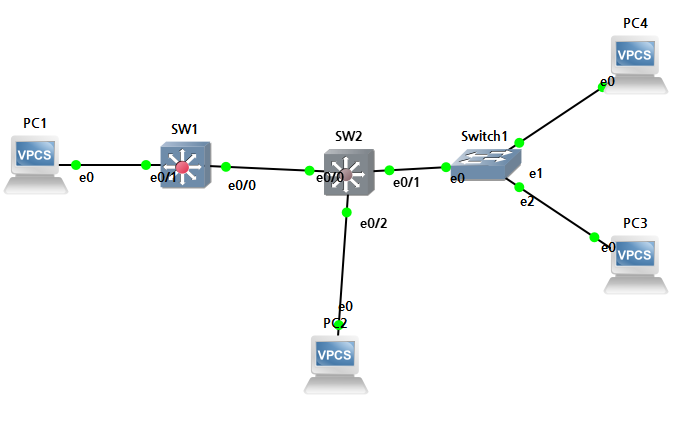 PC4
VPCS
e0
PC1
VPCS
e0
SW1
e0/1
e0/0
SW2
e0/0
e0/1
e0/2
Switch1
e0
e1
e2
PC3
VPCS
e0
e0
PC2
VPCS